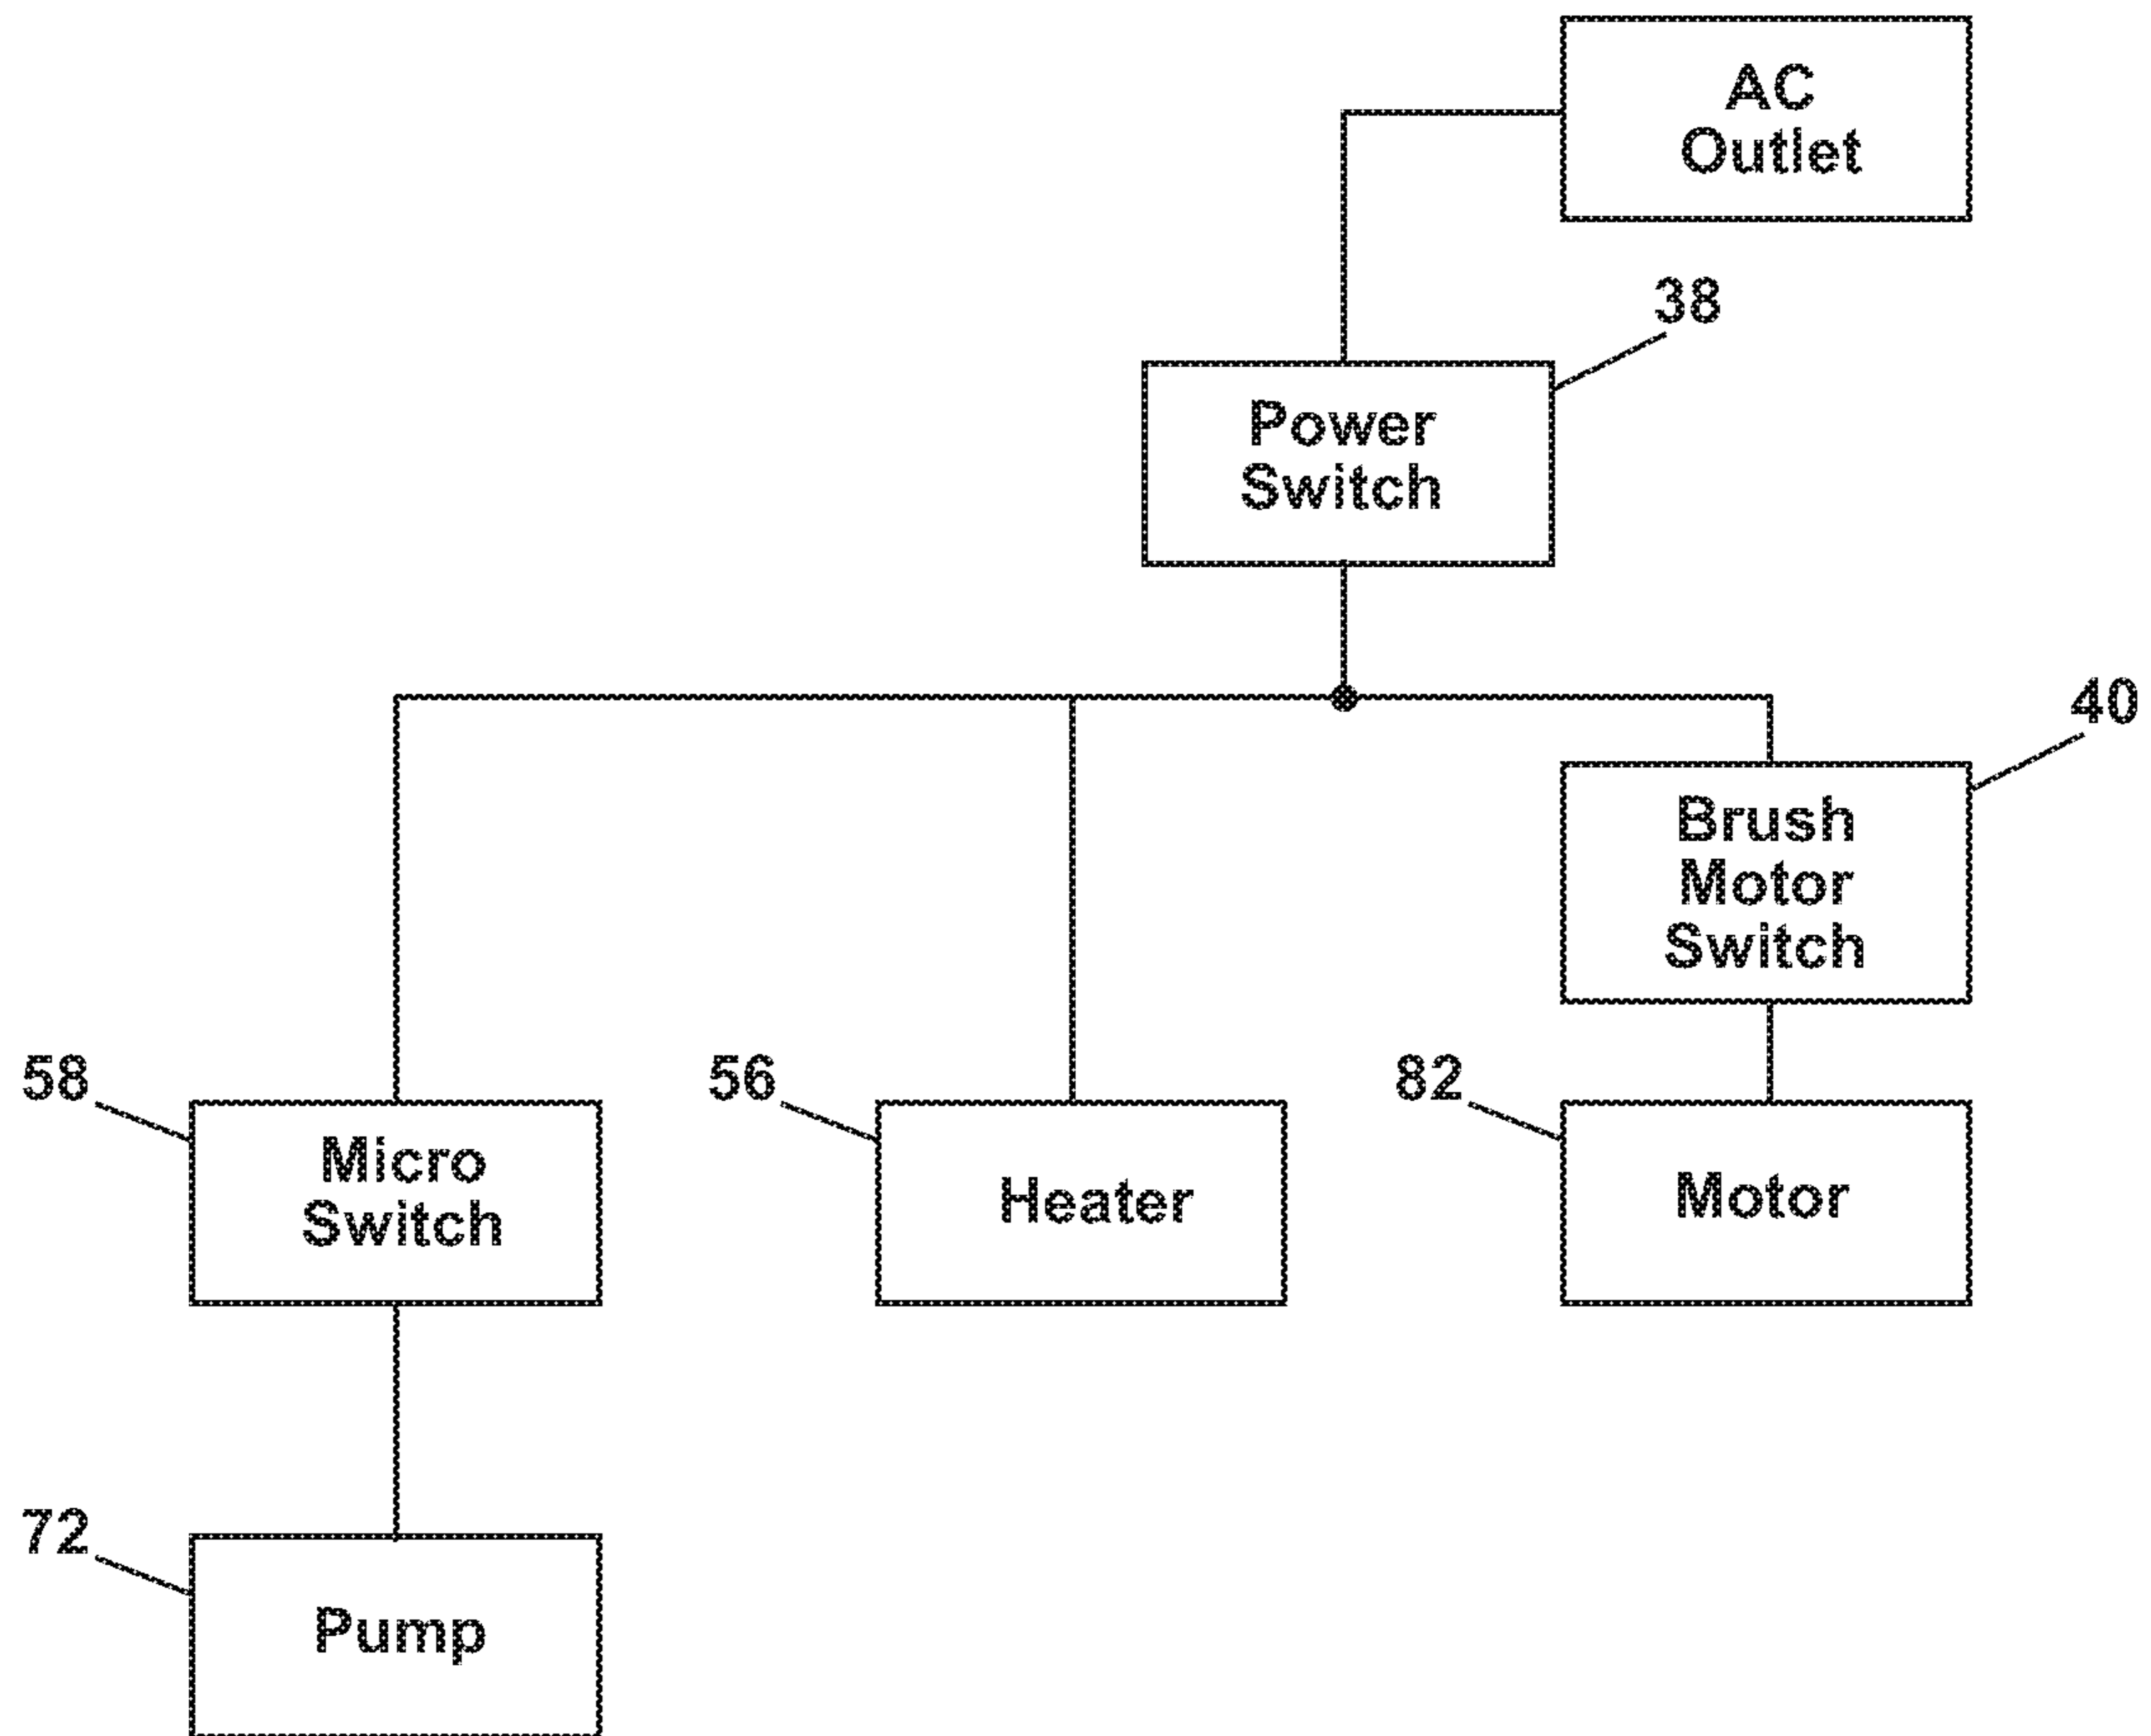 AC
Outlet
38
Power
Switch
40
Brush
Motor
Switch
58
Micro
Switch
56
Heater
82
Motor
72
Pump